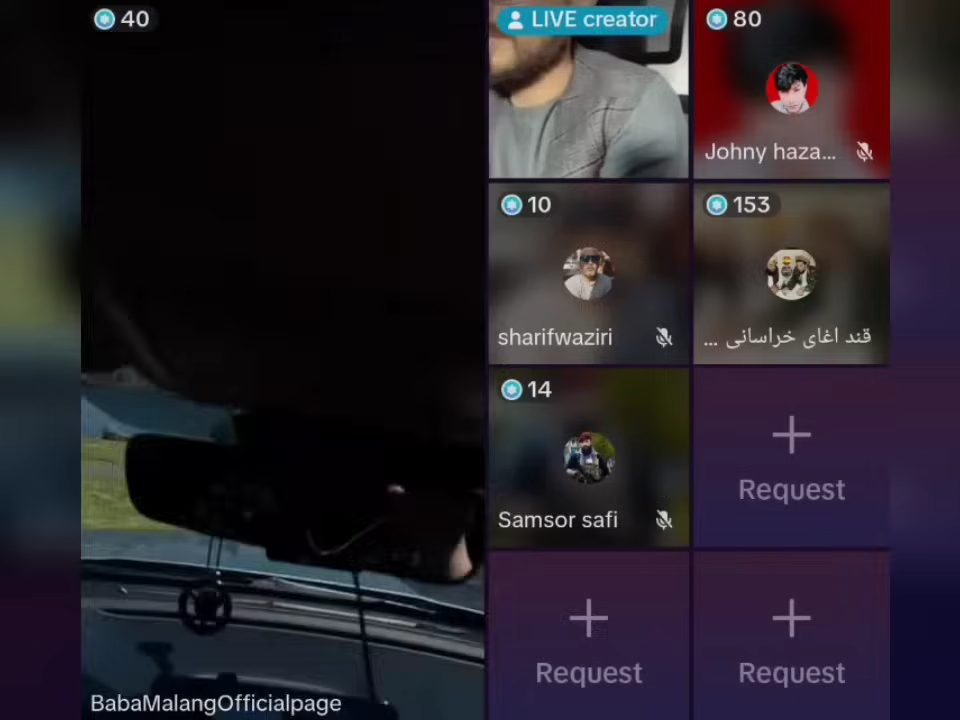 40
LIVE creator
80
Johny haza...
10
153
sharifwaziri
قند اغای خراسانی ...
14
Samsor safi
Request
Request
Request
BabaMalangOfficialpage